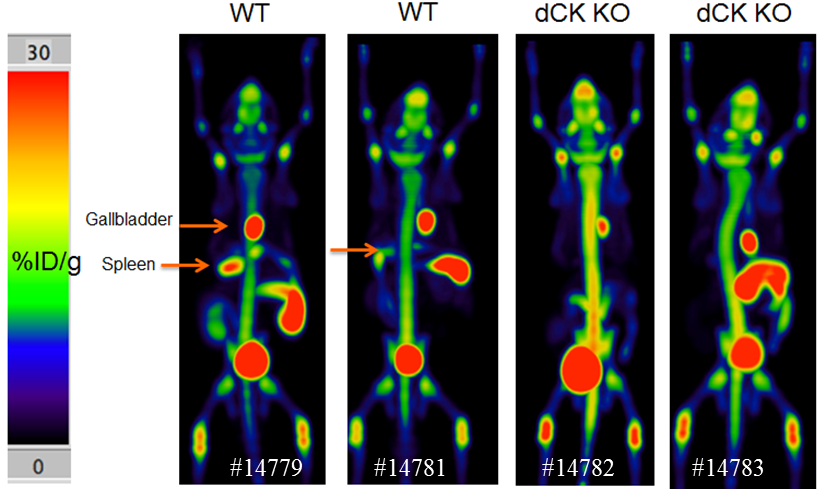 WT
WT
dCK KO
dCK KO
30
Gallbladder
%ID/g
Spleen
0
#14779
#14781
#14782
#14783